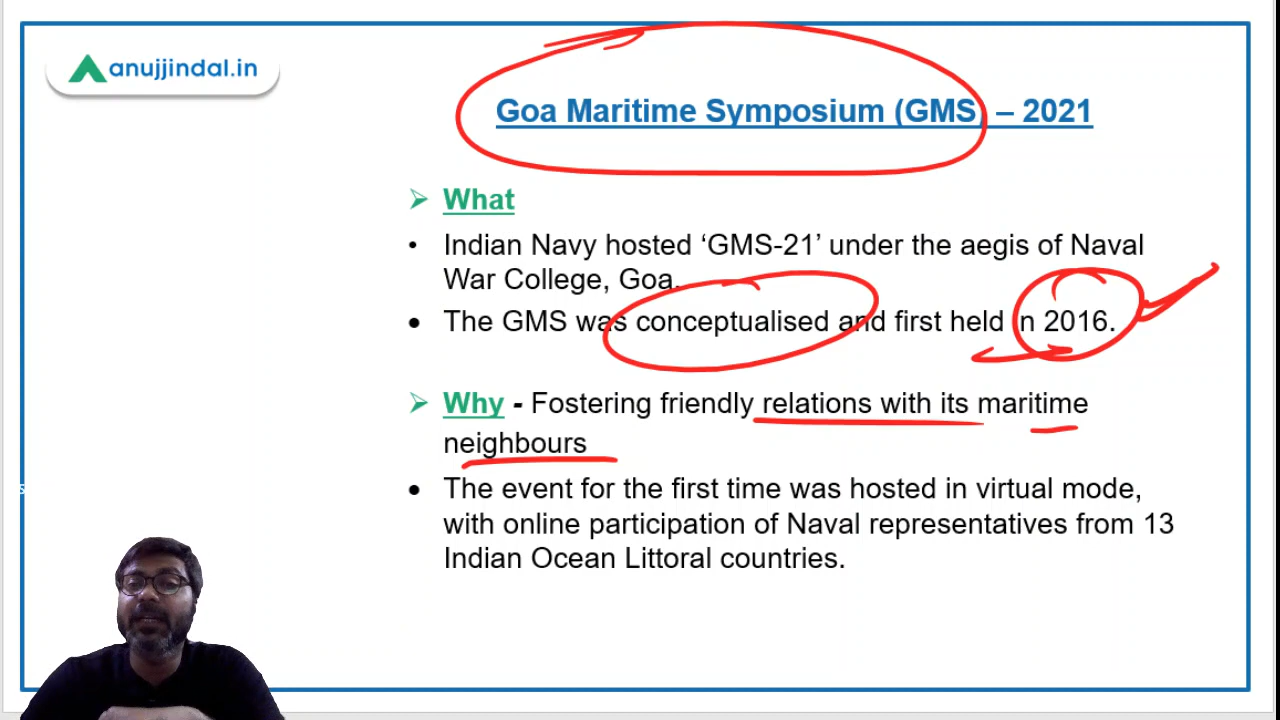 anujjindal.in
Goa Maritime Symposium (GMS) – 2021
➢ What
• Indian Navy hosted ‘GMS-21’ under the aegis of Naval
War College, Goa.
• The GMS was conceptualised and first held in 2016.
➢ Why - Fostering friendly relations with its maritime
neighbours
• The event for the first time was hosted in virtual mode,
with online participation of Naval representatives from 13
Indian Ocean Littoral countries.
s